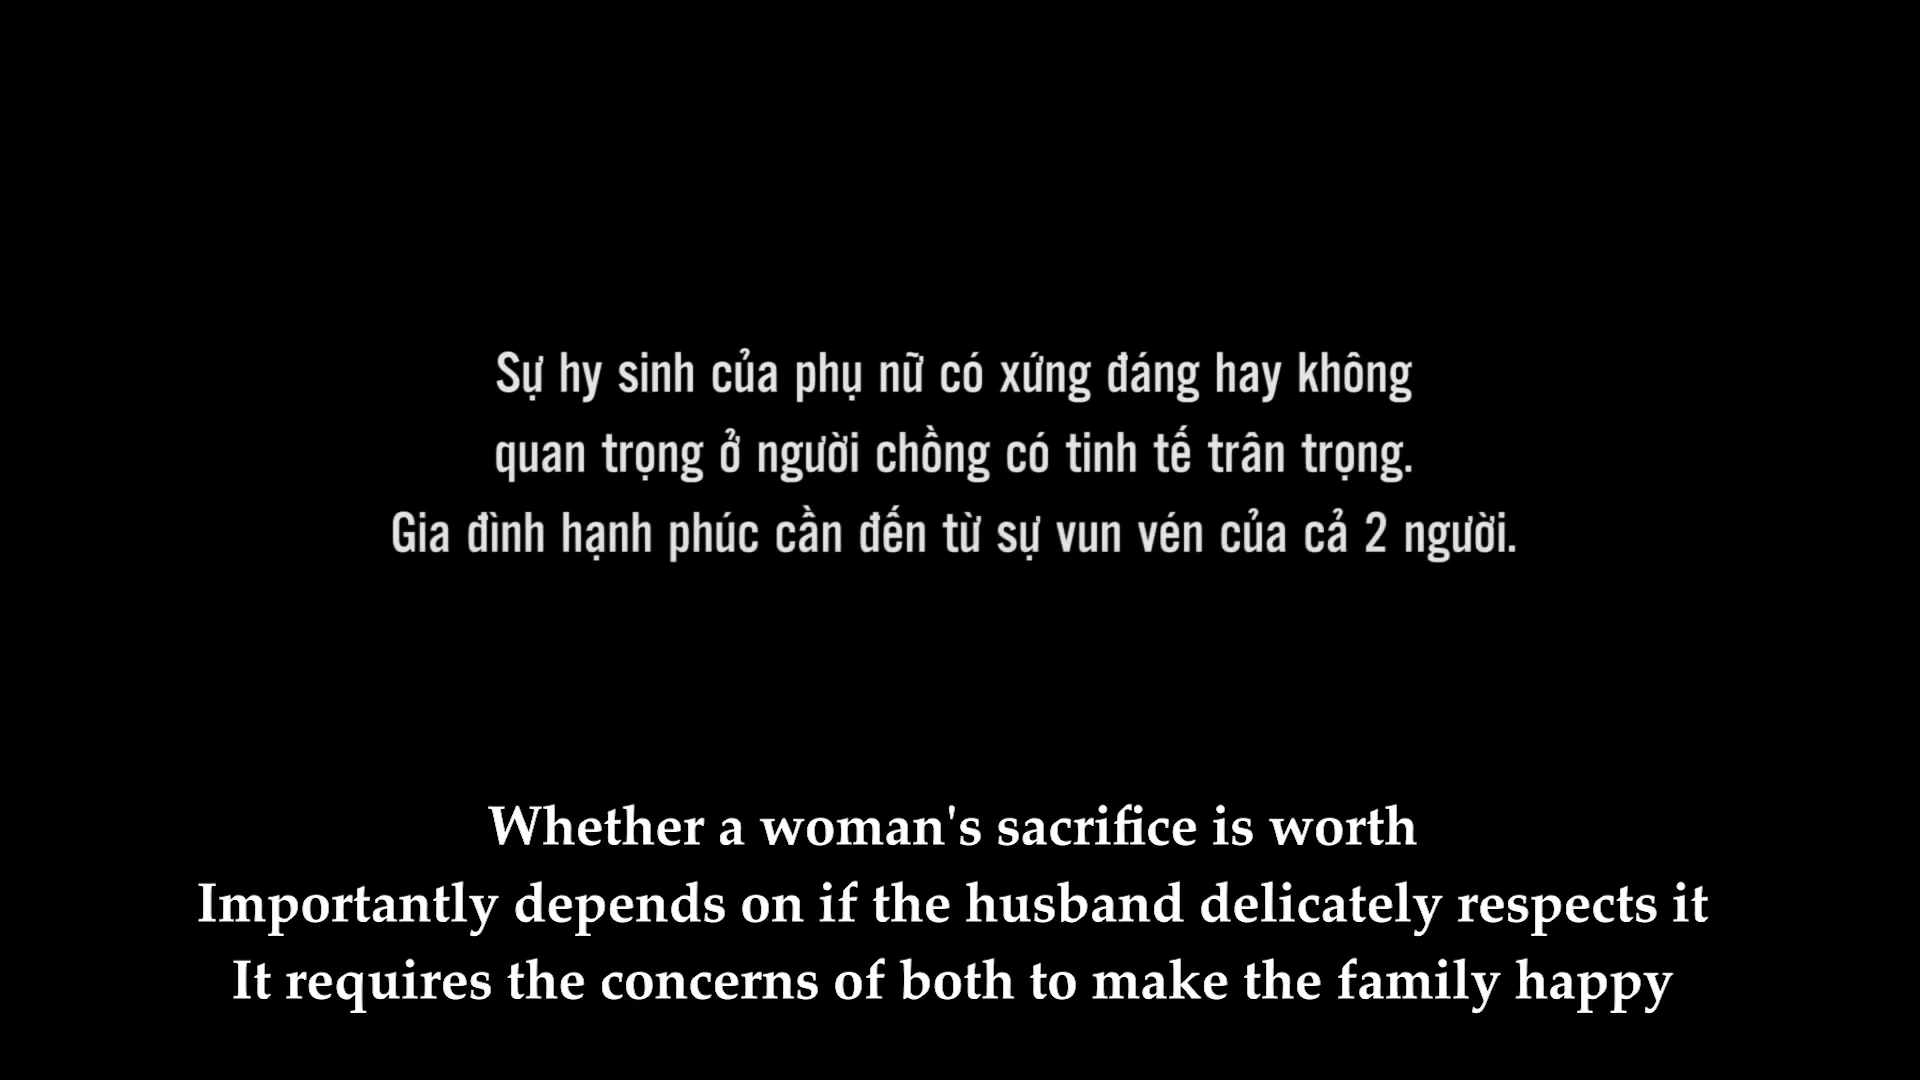 Sự hy sinh của phụ nữ có xứng đáng hay không
quan trọng ở người chồng có tinh tế trân trọng.
Gia đình hạnh phúc cần đến từ sự vun vén của cả 2 người.
Whether a woman's sacrifice is worth
Importantly depends on if the husband delicately respects it
It requires the concerns of both to make the family happy